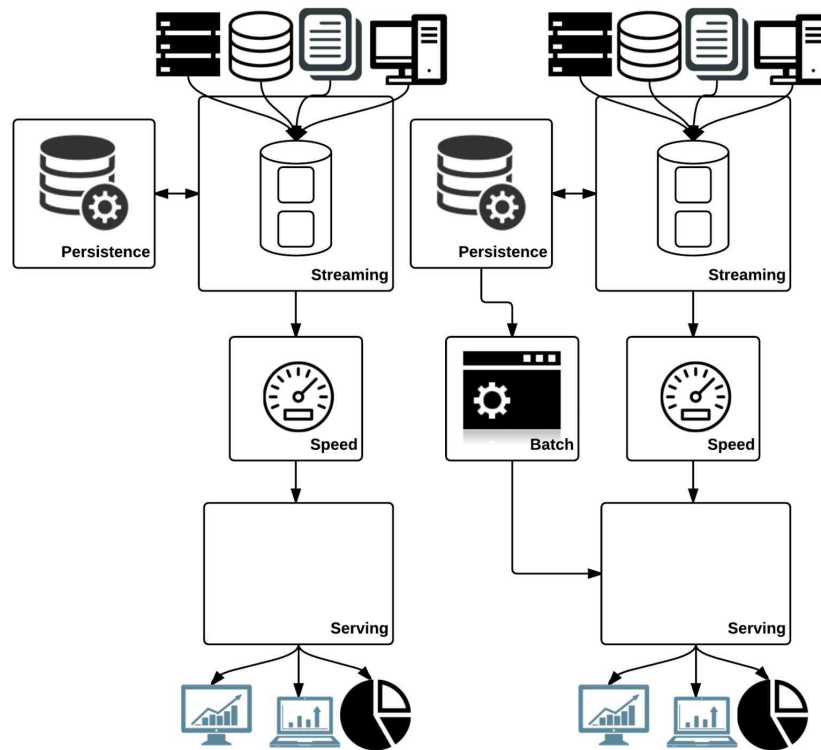 Persistence
Streaming
Speed
Serving
Persistence
Streaming
Batch
Speed
Serving